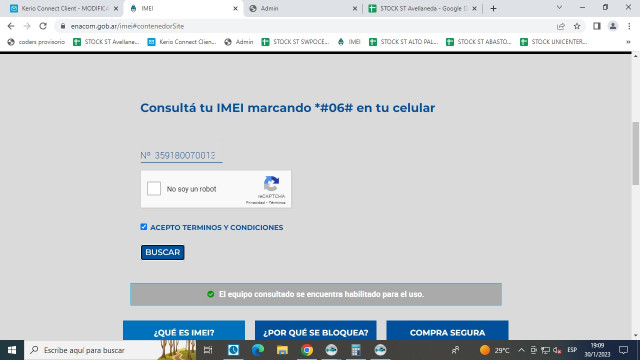 Kerio Connect Client - MODIFICA
IMEI
Admin
STOCK ST Avellaneda - Google
enacom.gob.ar/imei#contenedorSite
coders provisorio
STOCK ST Avellane...
Kerio Connect Clien...
Admin
STOCK ST SWPOCE...
IMEI
STOCK ST ALTO PAL...
STOCK ST ABASTO...
STOCK UNICENTER...
Consultá tu IMEI marcando *#06# en tu celular
Nº 359180070013
No soy un robot
reCAPTCHA
Privacidad - Términos
ACEPTO TERMINOS Y CONDICIONES
BUSCAR
El equipo consultado se encuentra habilitado para el uso.
¿QUÉ ES IMEI?
¿POR QUÉ SE BLOQUEA?
COMPRA SEGURA
Escribe aquí para buscar
29°C
ESP
19:09
30/1/2023